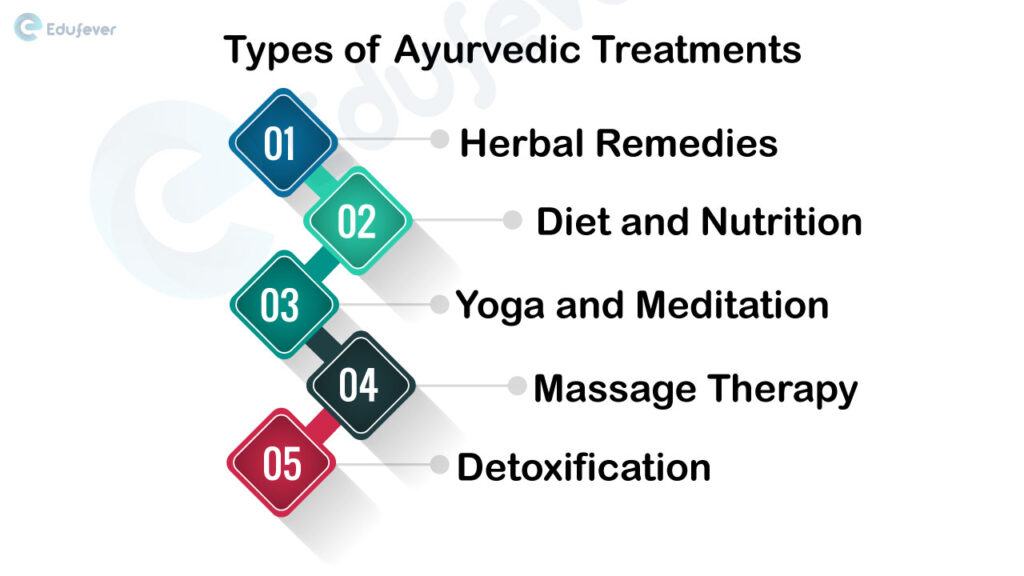 Edufever
Types of Ayurvedic Treatments
01
Herbal Remedies
02
Diet and Nutrition
03
Yoga and Meditation
04
Massage Therapy
05
Detoxification